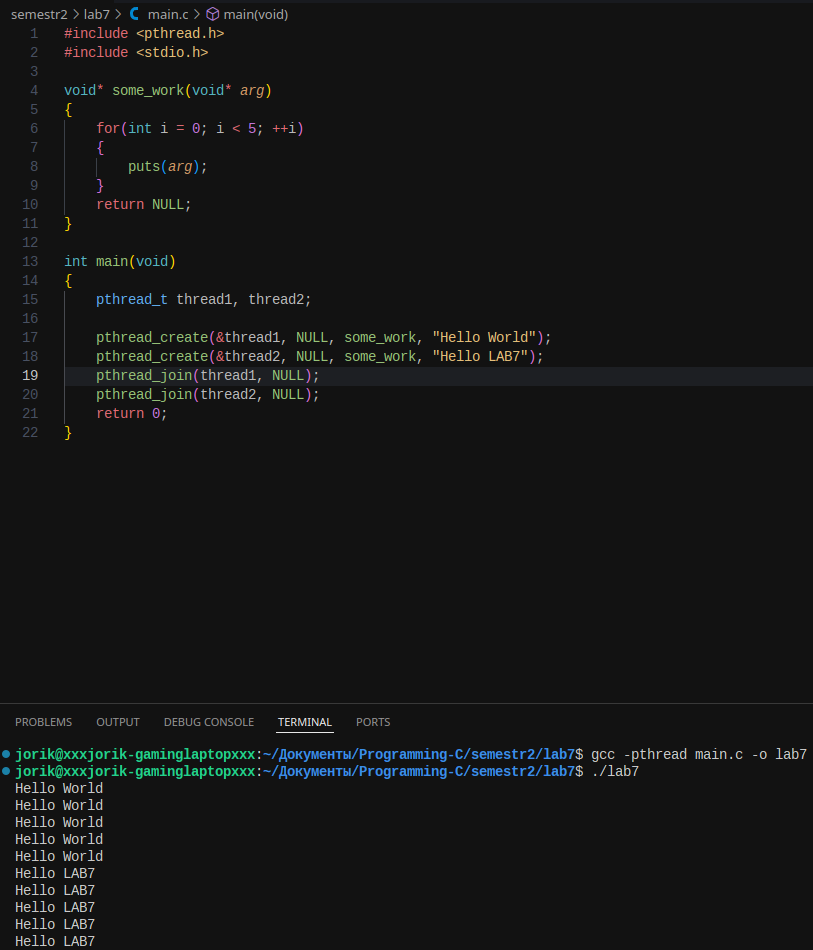 semestr2 > lab7 > C main.c > main(void)
1 #include <pthread.h>
2 #include <stdio.h>
3
4 void* some_work(void* arg)
5 {
6     for(int i = 0; i < 5; ++i)
7     {
8         puts(arg);
9     }
10     return NULL;
11 }
12
13 int main(void)
14 {
15     pthread_t thread1, thread2;
16
17     pthread_create(&thread1, NULL, some_work, "Hello World");
18     pthread_create(&thread2, NULL, some_work, "Hello LAB7");
19     pthread_join(thread1, NULL);
20     pthread_join(thread2, NULL);
21     return 0;
22 }
PROBLEMS OUTPUT DEBUG CONSOLE TERMINAL PORTS
jorik@xxxjorik-gaminglaptopxxx:~/Документы/Programming-C/semestr2/lab7$ gcc -pthread main.c -o lab7
jorik@xxxjorik-gaminglaptopxxx:~/Документы/Programming-C/semestr2/lab7$ ./lab7
Hello World
Hello World
Hello World
Hello World
Hello World
Hello LAB7
Hello LAB7
Hello LAB7
Hello LAB7
Hello LAB7